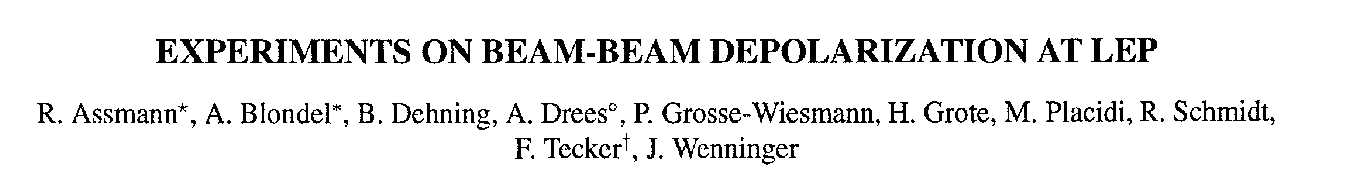 EXPERIMENTS ON BEAM-BEAM DEPOLARIZATION AT LEP
R. Assmann*, A. Blondel*, B. Dehning, A. Drees°, P. Grosse-Wiesmann, H. Grote, M. Placidi, R. Schmidt,
F. Tecker†, J. Wenninger